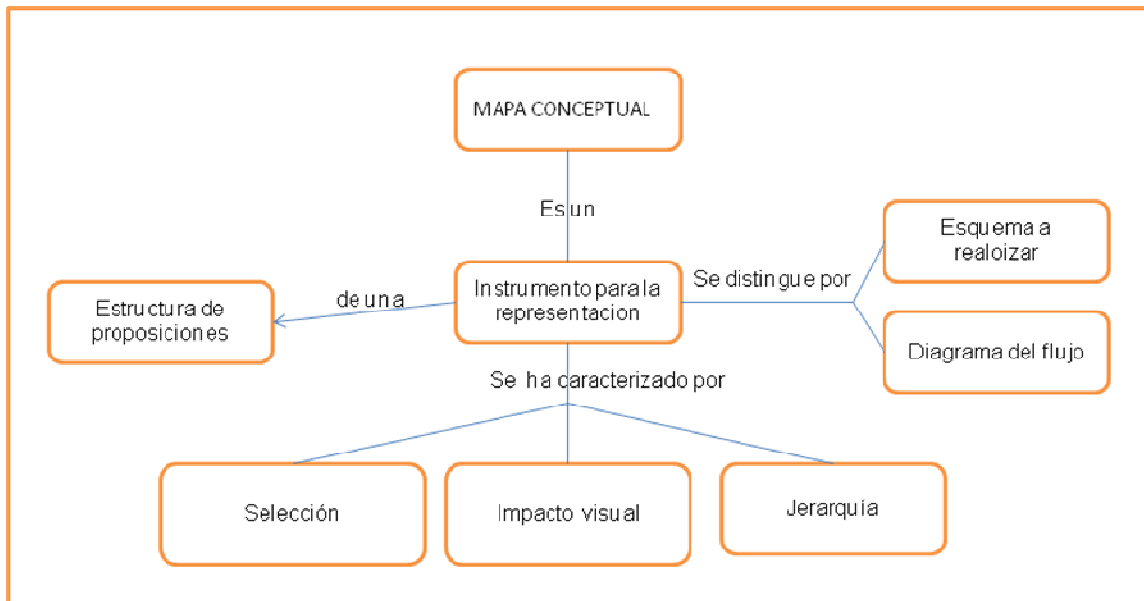 MAPA CONCEPTUAL
Es un
Esquema a
realoizar
Se distingue por
Instrumento para la
representacion
de una
Estructura de
proposiciones
Diagrama del flujo
Se ha caracterizado por
Selección
Impacto visual
Jerarquía